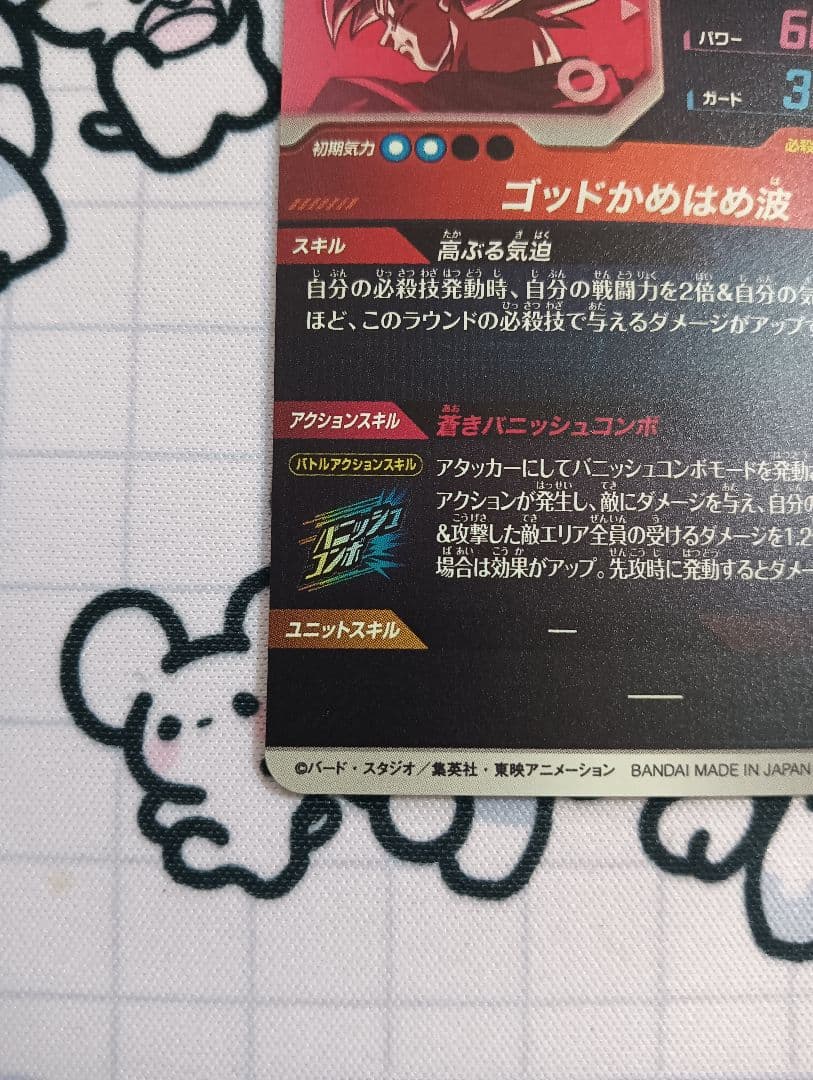 パワー 6
ガード 3
初期気力
必殺
ゴッドかめはめ波
スキル 高ぶる気迫
自分の必殺技発動時、自分の戦闘力を2倍&自分の気
ほど、このラウンドの必殺技で与えるダメージがアップす
アクションスキル 蒼きバニッシュコンボ
バトルアクションスキル アタッカーにしてバニッシュコンボモードを発動
アクションが発生し、敵にダメージを与え、自分の
&攻撃した敵エリア全員の受けるダメージを1.2
場合は効果がアップ。先攻時に発動するとダメー
バニッシュ
コンボ
ユニットスキル —
—
©バード・スタジオ／集英社・東映アニメーション BANDAI MADE IN JAPAN